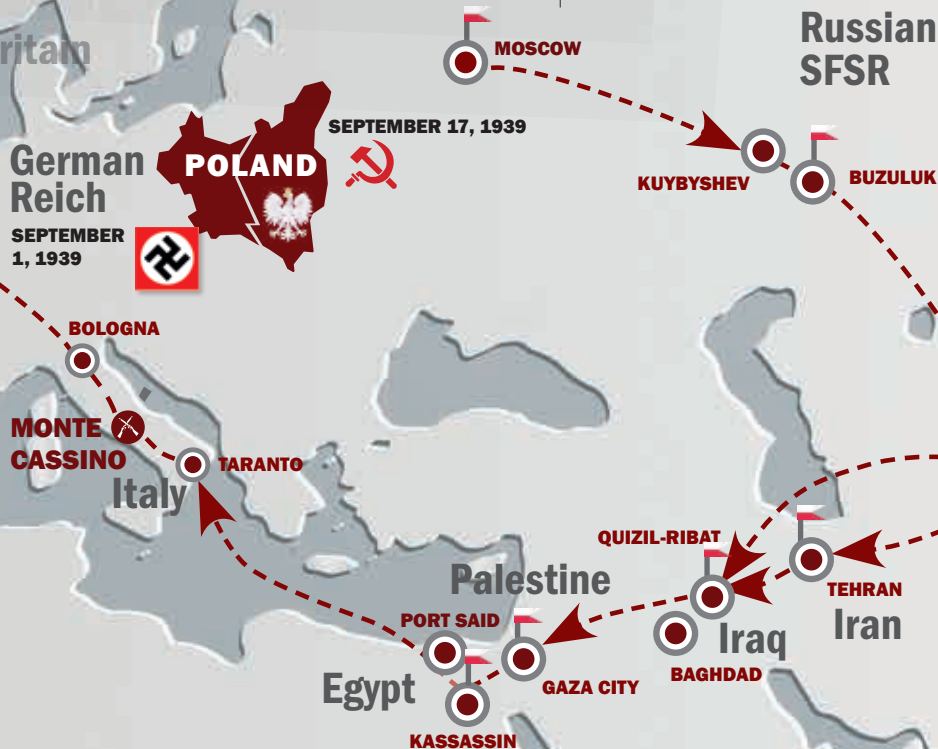 ritain
MOSCOW
Russian
SFSR
SEPTEMBER 17, 1939
German
Reich
POLAND
KUYBYSHEV
BUZULUK
SEPTEMBER
1, 1939
BOLOGNA
MONTE
CASSINO
TARANTO
Italy
QUIZIL-RIBAT
Palestine
TEHRAN
PORT SAID
Iraq
Iran
BAGHDAD
Egypt
GAZA CITY
KASSASSIN